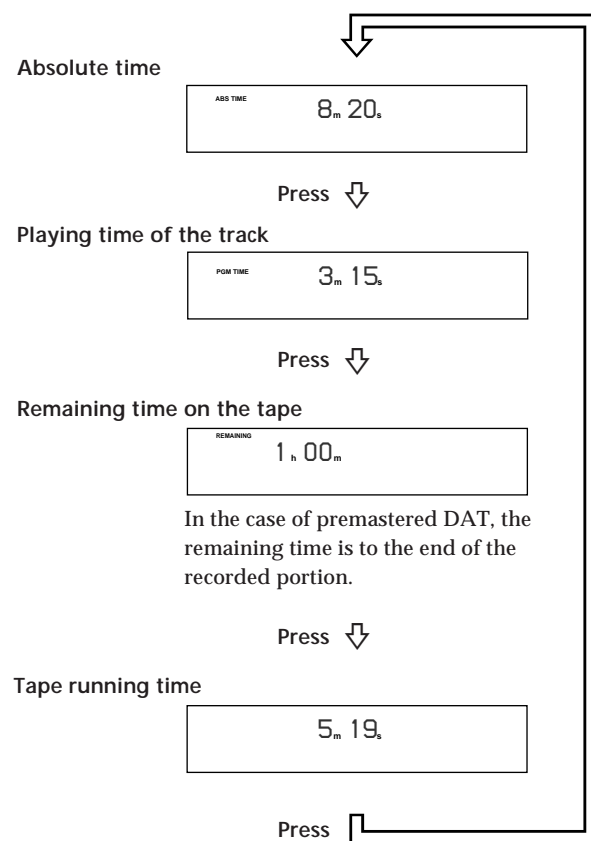 Absolute time
ABS TIME 8m 20s
Press
Playing time of the track
PGM TIME 3m 15s
Press
Remaining time on the tape
REMAINING 1h 00m
In the case of premastered DAT, the
remaining time is to the end of the
recorded portion.
Press
Tape running time
5m 19s
Press